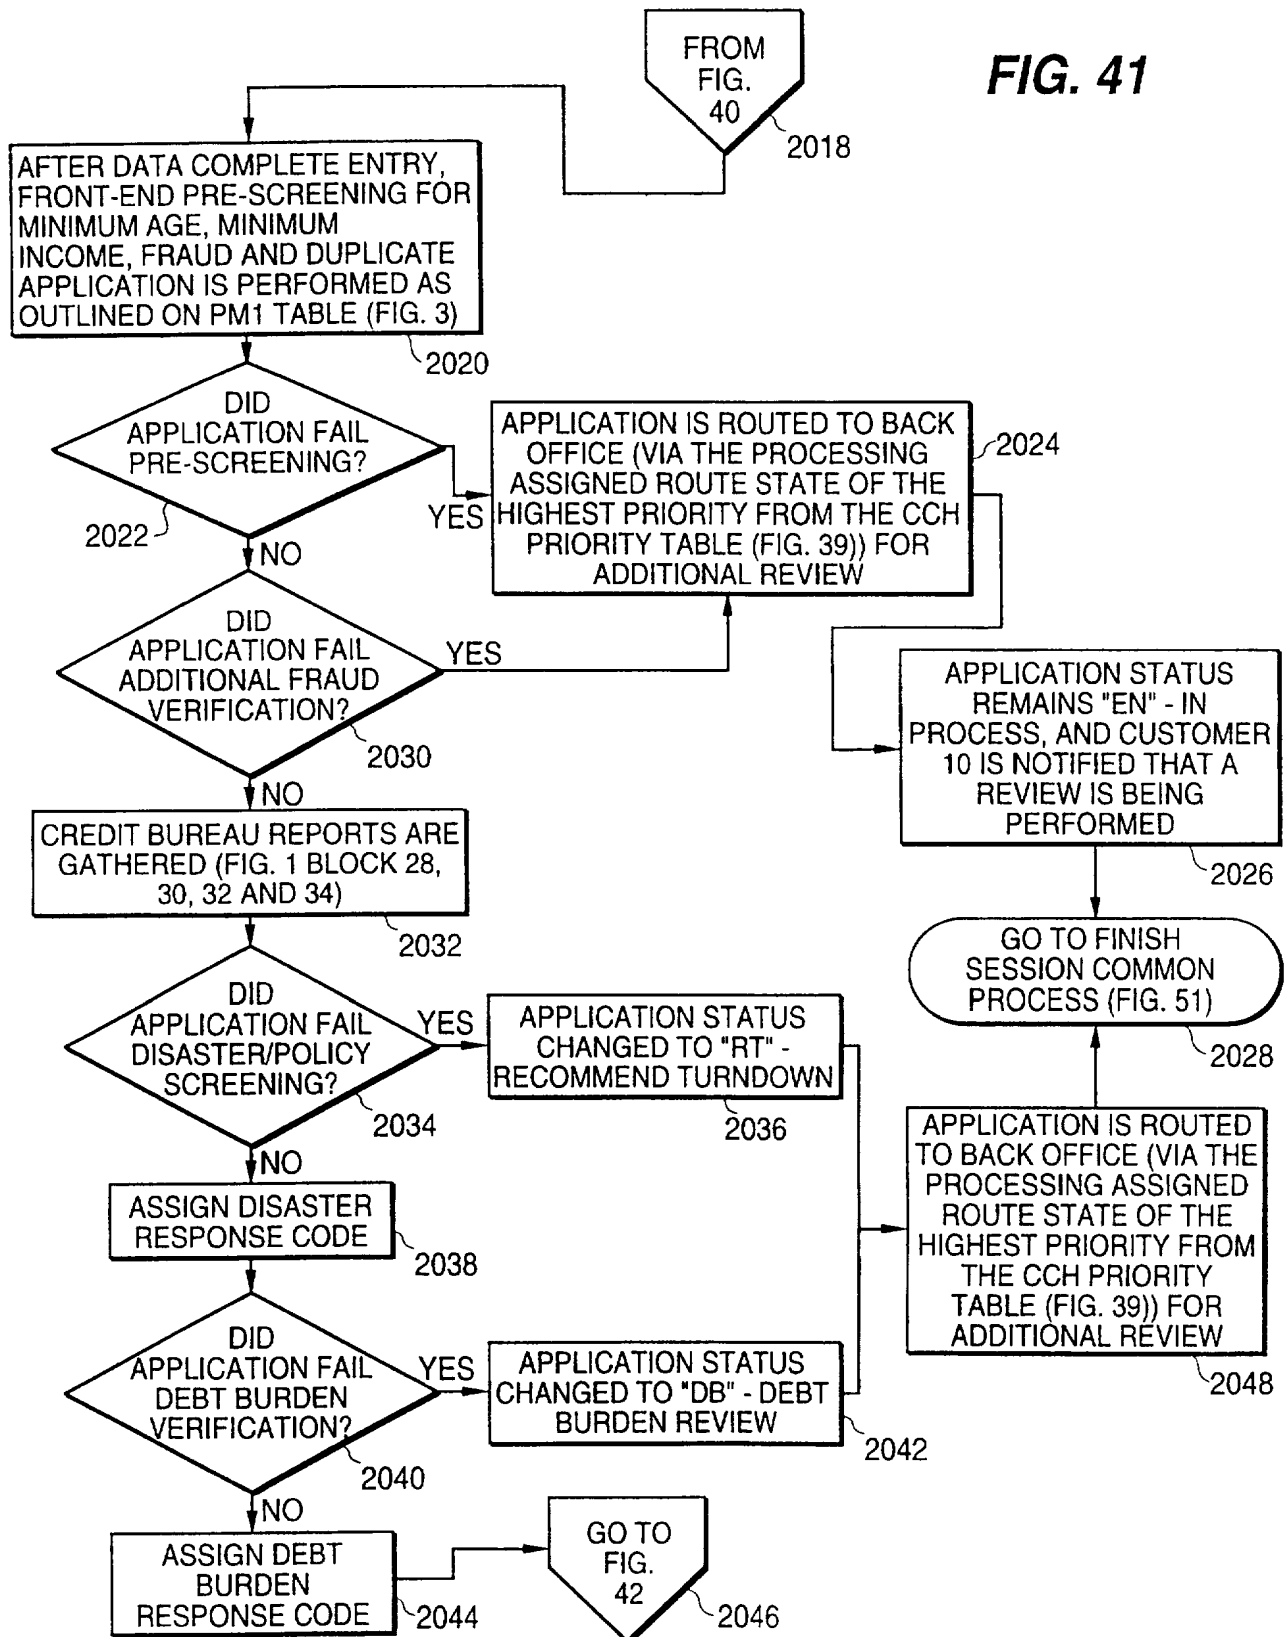 FROM
FIG.
40
FIG. 41
2018
AFTER DATA COMPLETE ENTRY,
FRONT-END PRE-SCREENING FOR
MINIMUM AGE, MINIMUM
INCOME, FRAUD AND DUPLICATE
APPLICATION IS PERFORMED AS
OUTLINED ON PM1 TABLE (FIG. 3)
2020
DID
APPLICATION FAIL
PRE-SCREENING?
2022
YES
NO
APPLICATION IS ROUTED TO BACK
OFFICE (VIA THE PROCESSING
ASSIGNED ROUTE STATE OF THE
HIGHEST PRIORITY FROM THE CCH
PRIORITY TABLE (FIG. 39)) FOR
ADDITIONAL REVIEW
2024
DID
APPLICATION FAIL
ADDITIONAL FRAUD
VERIFICATION?
YES
2030
NO
APPLICATION STATUS
REMAINS "EN" - IN
PROCESS, AND CUSTOMER
10 IS NOTIFIED THAT A
REVIEW IS BEING
PERFORMED
2026
CREDIT BUREAU REPORTS ARE
GATHERED (FIG. 1 BLOCK 28,
30, 32 AND 34)
2032
GO TO FINISH
SESSION COMMON
PROCESS (FIG. 51)
2028
DID
APPLICATION FAIL
DISASTER/POLICY
SCREENING?
YES
2034
NO
APPLICATION STATUS
CHANGED TO "RT" -
RECOMMEND TURNDOWN
2036
APPLICATION IS ROUTED
TO BACK OFFICE (VIA THE
PROCESSING ASSIGNED
ROUTE STATE OF THE
HIGHEST PRIORITY FROM
THE CCH PRIORITY
TABLE (FIG. 39)) FOR
ADDITIONAL REVIEW
2048
ASSIGN DISASTER
RESPONSE CODE
2038
DID
APPLICATION FAIL
DEBT BURDEN
VERIFICATION?
YES
2040
NO
APPLICATION STATUS
CHANGED TO "DB" - DEBT
BURDEN REVIEW
2042
ASSIGN DEBT
BURDEN
RESPONSE CODE
2044
GO TO
FIG.
42
2046